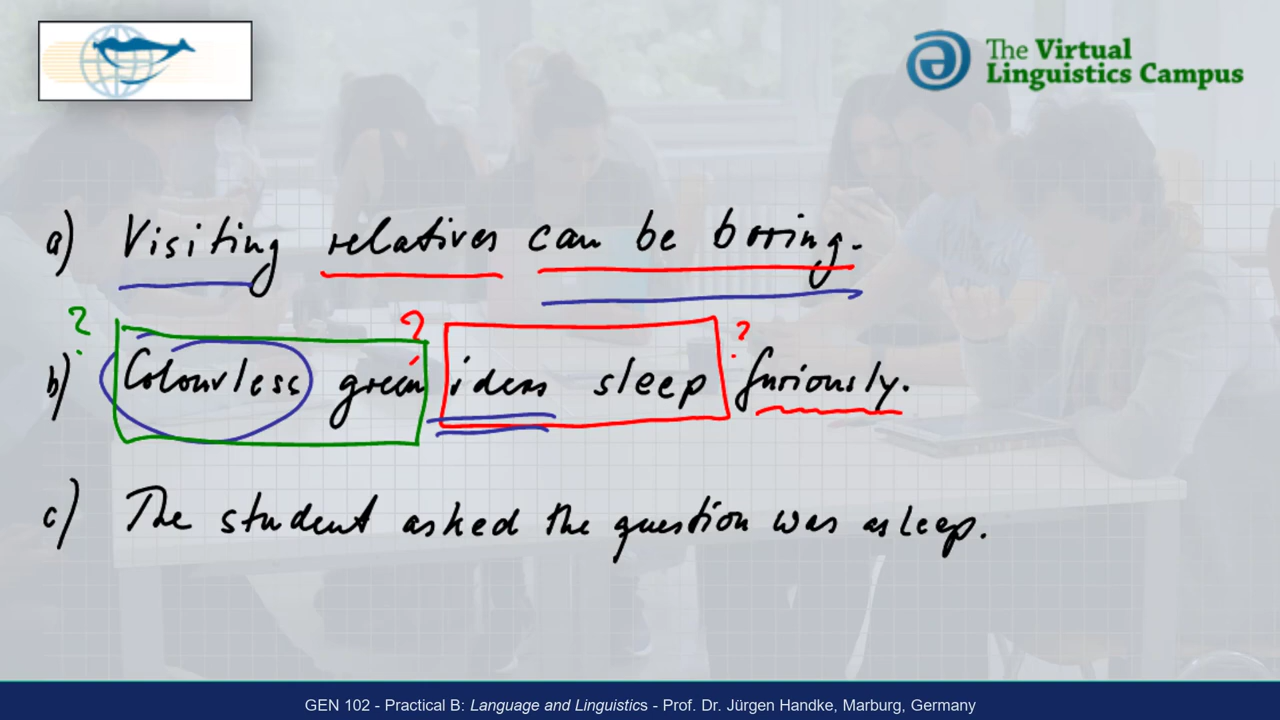 The Virtual
Linguistics Campus
a) Visiting relatives can be boring.
? ? ?
b) Colourless green ideas sleep furiously.
c) The student asked the question was asleep.
GEN 102 - Practical B: Language and Linguistics - Prof. Dr. Jürgen Handke, Marburg, Germany